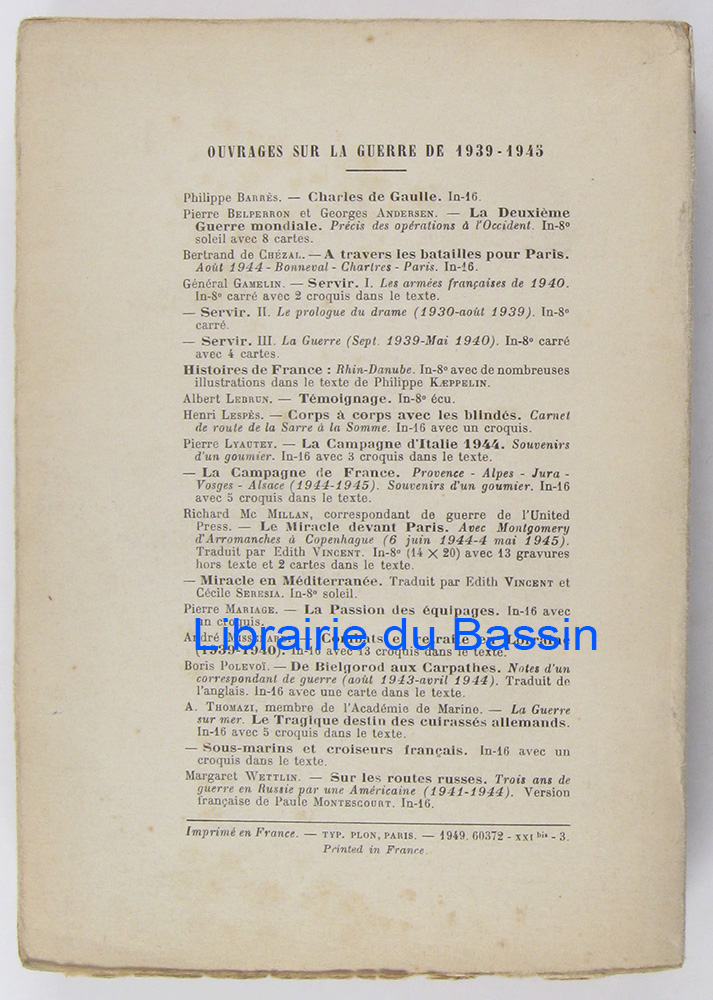 OUVRAGES SUR LA GUERRE DE 1939-1945
Philippe BARRÈS. — Charles de Gaulle. In-16.
Pierre BELPERRON et Georges ANDERSEN. — La Deuxième
Guerre mondiale. Précis des opérations à l'Occident. In-8º
soleil avec 8 cartes.
Bertrand de CHÉZAL. — A travers les batailles pour Paris.
Août 1944 - Bonneval - Chartres - Paris. In-16.
Général GAMELIN. — Servir. I. Les armées françaises de 1940.
In-8º carré avec 2 croquis dans le texte.
— Servir. II. Le prologue du drame (1930-août 1939). In-8º
carré.
— Servir. III. La Guerre (Sept. 1939-Mai 1940). In-8º carré
avec 4 cartes.
Histoires de France : Rhin-Danube. In-8º avec de nombreuses
illustrations dans le texte de Philippe KÆPPELIN.
Albert LEBRUN. — Témoignage. In-8º écu.
Henri LESPÈS. — Corps à corps avec les blindés. Carnet
de route de la Sarre à la Somme. In-16 avec un croquis.
Pierre LYAUTEY. — La Campagne d'Italie 1944. Souvenirs
d'un goumier. In-16 avec 3 croquis dans le texte.
— La Campagne de France. Provence - Alpes - Jura -
Vosges - Alsace (1944-1945). Souvenirs d'un goumier. In-16
avec 5 croquis dans le texte.
Richard MC MILLAN, correspondant de guerre de l'United
Press. — Le Miracle devant Paris. Avec Montgomery
d'Arromanches à Copenhague (6 juin 1944-4 mai 1945).
Traduit par Edith VINCENT. In-8º (14 × 20) avec 13 gravures
hors texte et 2 cartes dans le texte.
— Miracle en Méditerranée. Traduit par Edith VINCENT et
Cécile SERESIA. In-8º soleil.
Pierre MARIAGE. — La Passion des équipages. In-16 avec
un croquis.
Librairie du Bassin
André — Combats et retraite en Lorraine
(1939-1940). In-16 avec 13 croquis dans le texte.
Boris POLEVOÏ. — De Bielgorod aux Carpathes. Notes d'un
correspondant de guerre (août 1943-avril 1944). Traduit de
l'anglais. In-16 avec une carte dans le texte.
A. THOMAZI, membre de l'Académie de Marine. — La Guerre
sur mer. Le Tragique destin des cuirassés allemands.
In-16 avec 5 croquis dans le texte.
— Sous-marins et croiseurs français. In-16 avec un
croquis dans le texte.
Margaret WETTLIN. — Sur les routes russes. Trois ans de
guerre en Russie par une Américaine (1941-1944). Version
française de Paule MONTESCOURT. In-16.
Imprimé en France. — TYP. PLON, PARIS. — 1949. 60372 - XXI bis - 3.
Printed in France.